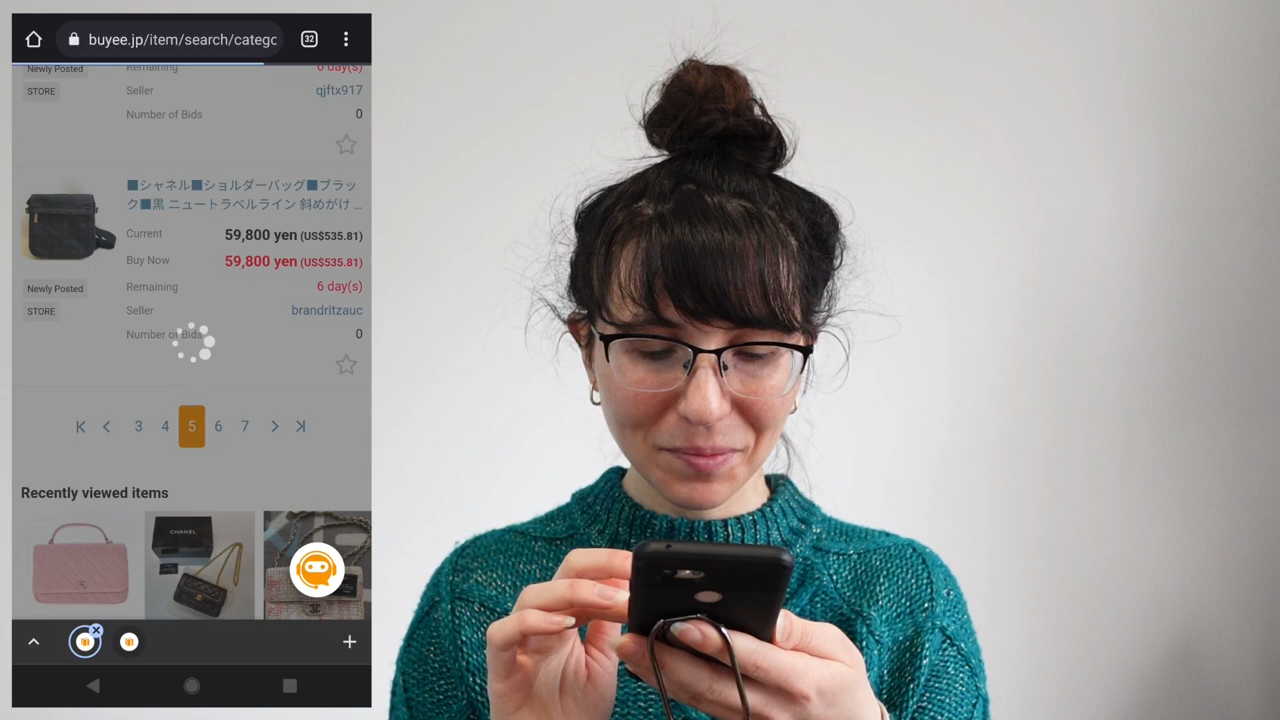 buyee.jp/item/search/catego
32
Newly Posted
Remaining
6 day(s)
STORE
Seller
qjftx917
Number of Bids
0
■シャネル■ショルダーバッグ■ブラッ
ク■黒 ニュートラベルライン 斜めがけ ...
Current
59,800 yen (US$535.81)
Buy Now
59,800 yen (US$535.81)
Newly Posted
Remaining
6 day(s)
STORE
Seller
brandritzauc
Number of Bids
0
3 4 5 6 7
Recently viewed items
CHANEL